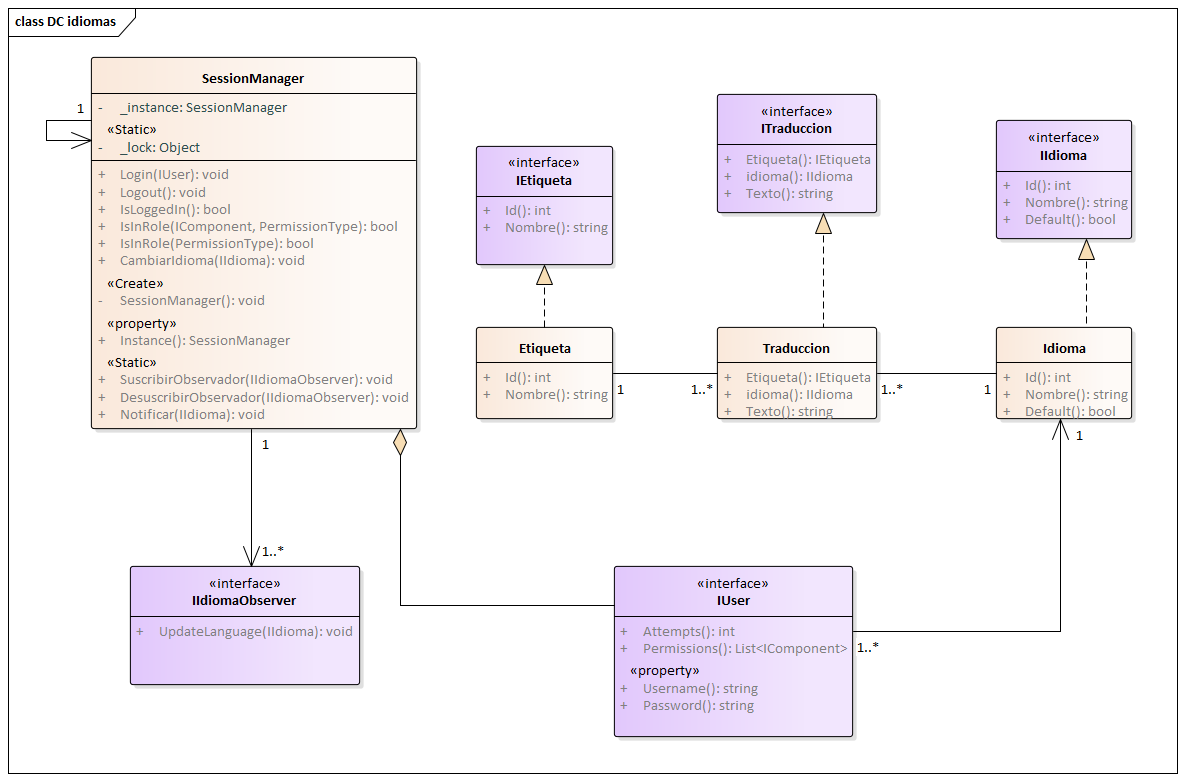 class DC idiomas
SessionManager
- _instance: SessionManager
«Static»
- _lock: Object
+ Login(IUser): void
+ Logout(): void
+ IsLoggedIn(): bool
+ IsInRole(IComponent, PermissionType): bool
+ IsInRole(PermissionType): bool
+ CambiarIdioma(IIdioma): void
«Create»
- SessionManager(): void
«property»
+ Instance(): SessionManager
«Static»
+ SuscribirObservador(IIdiomaObserver): void
+ DesuscribirObservador(IIdiomaObserver): void
+ Notificar(IIdioma): void
1
1
1..*
«interface»
IEtiqueta
+ Id(): int
+ Nombre(): string
«interface»
ITraduccion
+ Etiqueta(): IEtiqueta
+ idioma(): IIdioma
+ Texto(): string
«interface»
IIdioma
+ Id(): int
+ Nombre(): string
+ Default(): bool
Etiqueta
+ Id(): int
+ Nombre(): string
1
1..*
Traduccion
+ Etiqueta(): IEtiqueta
+ idioma(): IIdioma
+ Texto(): string
1..*
1
Idioma
+ Id(): int
+ Nombre(): string
+ Default(): bool
1
«interface»
IIdiomaObserver
+ UpdateLanguage(IIdioma): void
«interface»
IUser
+ Attempts(): int
+ Permissions(): List<IComponent>
«property»
+ Username(): string
+ Password(): string
1..*